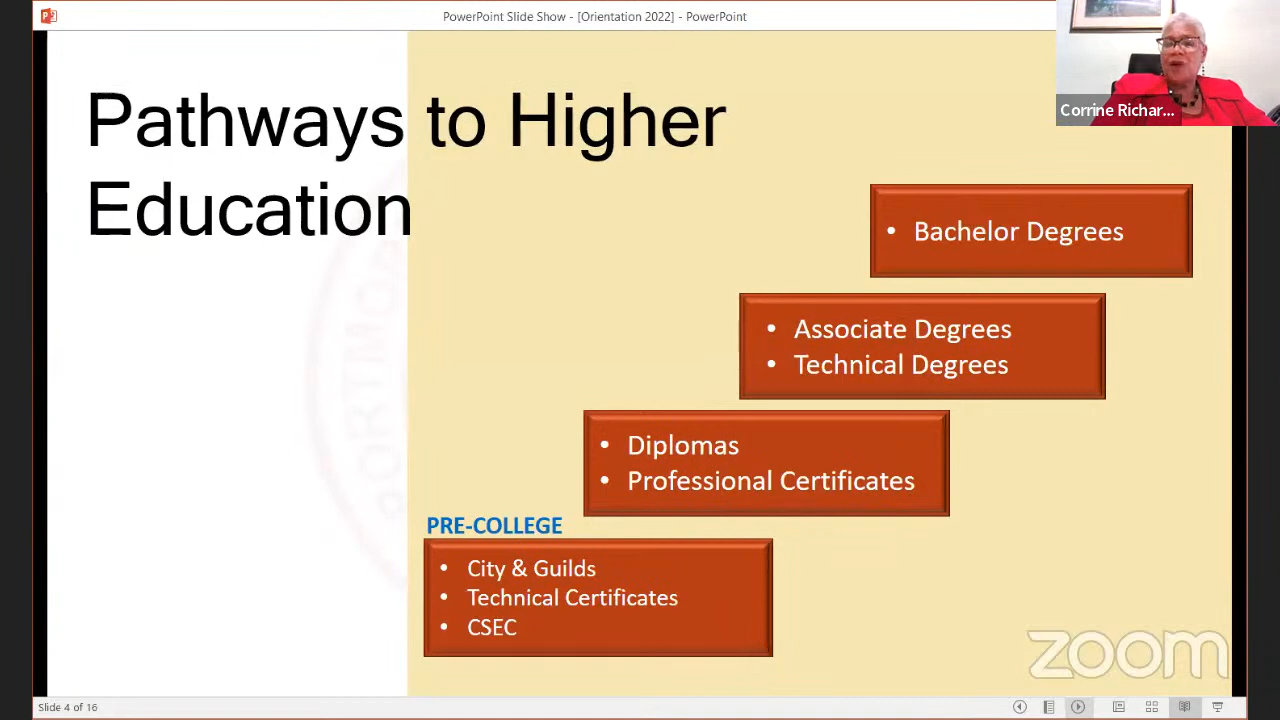 PowerPoint Slide Show - [Orientation 2022] - PowerPoint
Corrine Richar...
Pathways to Higher
Education
• Bachelor Degrees
• Associate Degrees
• Technical Degrees
• Diplomas
• Professional Certificates
PRE-COLLEGE
• City & Guilds
• Technical Certificates
• CSEC
PORTMO
zoom
Slide 4 of 16